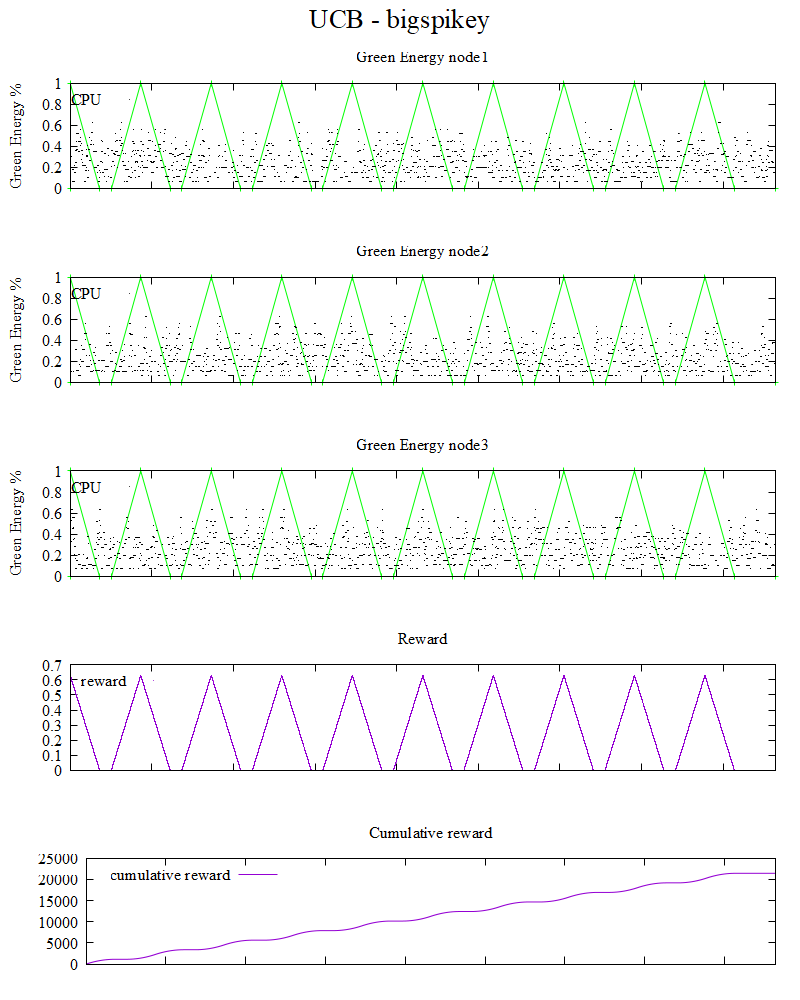 UCB - bigspikey
Green Energy node1
Green Energy %
1
0.8
0.6
0.4
0.2
0
CPU
Green Energy node2
Green Energy %
1
0.8
0.6
0.4
0.2
0
CPU
Green Energy node3
Green Energy %
1
0.8
0.6
0.4
0.2
0
CPU
Reward
0.7
0.6
0.5
0.4
0.3
0.2
0.1
0
reward
Cumulative reward
25000
20000
15000
10000
5000
0
cumulative reward